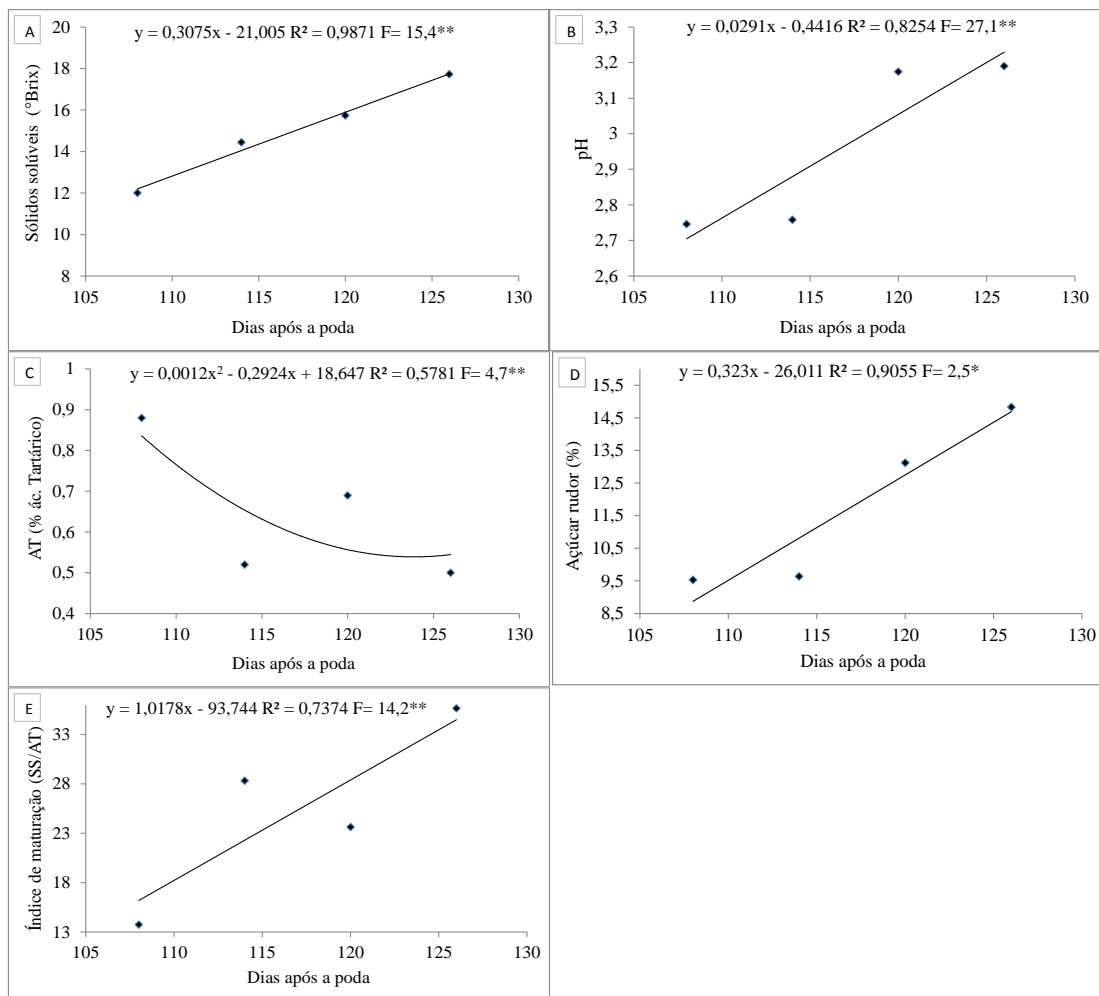 A
y = 0,3075x - 21,005 R² = 0,9871 F= 15,4**
Sólidos solúveis (°Brix)
20
18
16
14
12
10
8
105 110 115 120 125 130
Dias após a poda
B
y = 0,0291x - 0,4416 R² = 0,8254 F= 27,1**
pH
3,3
3,2
3,1
3
2,9
2,8
2,7
2,6
105 110 115 120 125 130
Dias após a poda
C
y = 0,0012x² - 0,2924x + 18,647 R² = 0,5781 F= 4,7**
AT (% ác. Tartárico)
1
0,9
0,8
0,7
0,6
0,5
0,4
105 110 115 120 125 130
Dias após a poda
D
y = 0,323x - 26,011 R² = 0,9055 F= 2,5*
Açúcar rudor (%)
15,5
14,5
13,5
12,5
11,5
10,5
9,5
8,5
105 110 115 120 125 130
Dias após a poda
E
y = 1,0178x - 93,744 R² = 0,7374 F= 14,2**
Índice de maturação (SS/AT)
33
28
23
18
13
105 110 115 120 125 130
Dias após a poda